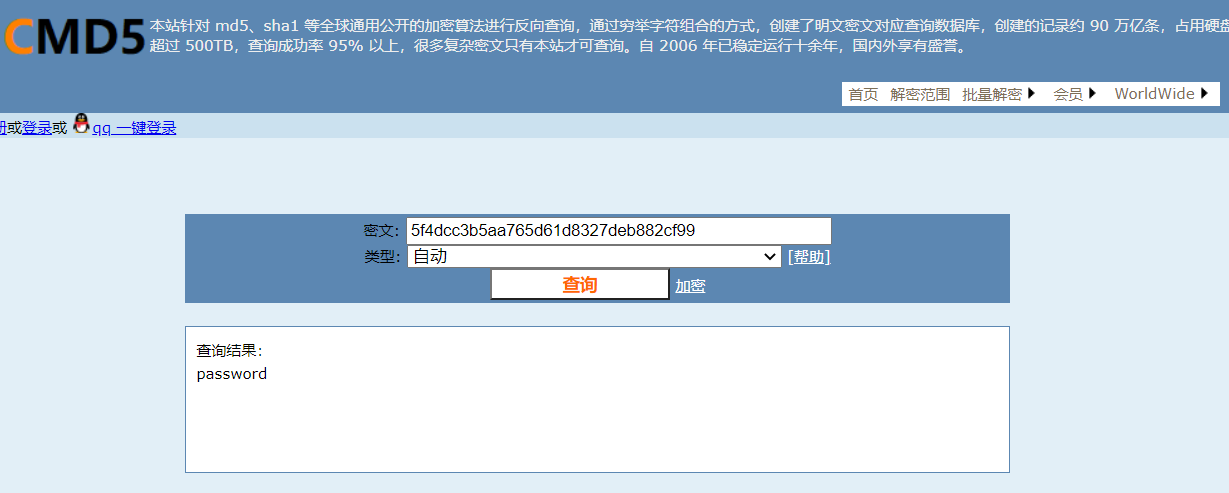 CMD5
本站针对 md5、sha1 等全球通用公开的加密算法进行反向查询，通过穷举字符组合的方式，创建了明文密文对应查询数据库，创建的记录约 90 万亿条，占用硬盘
超过 500TB，查询成功率 95% 以上，很多复杂密文只有本站才可查询。自 2006 年已稳定运行十余年，国内外享有盛誉。
首页 解密范围 批量解密 会员 WorldWide
册或登录或 qq 一键登录
密文： 5f4dcc3b5aa765d61d8327deb882cf99
类型： 自动 [帮助]
查询 加密
查询结果：
password